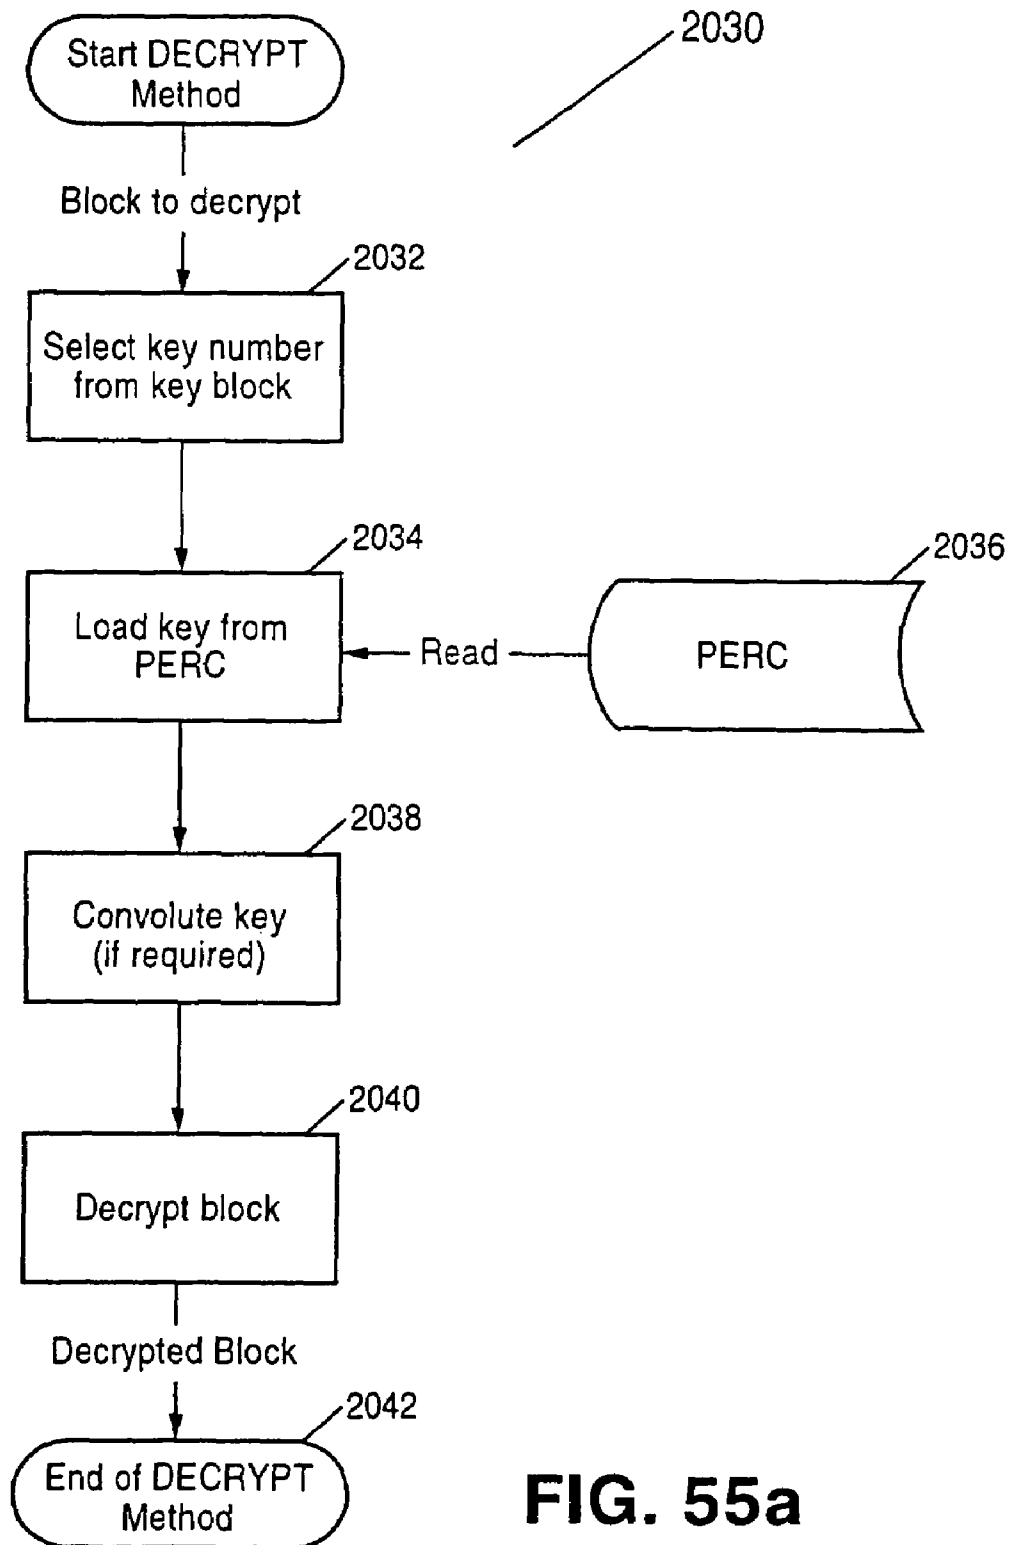 Start DECRYPT
Method
2030
Block to decrypt
2032
Select key number
from key block
2034
2036
Load key from
PERC
Read
PERC
2038
Convolute key
(if required)
2040
Decrypt block
Decrypted Block
2042
End of DECRYPT
Method
FIG. 55a